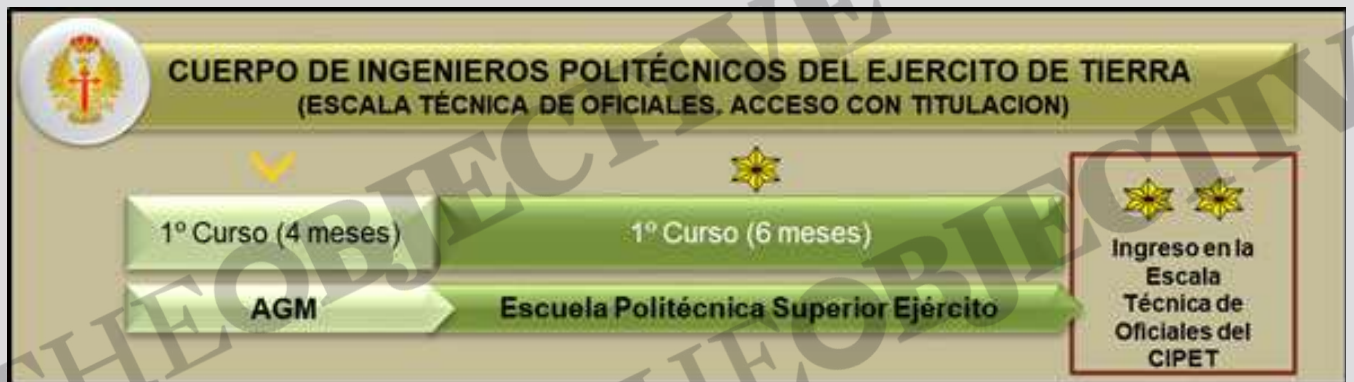 CUERPO DE INGENIEROS POLITÉCNICOS DEL EJERCITO DE TIERRA
(ESCALA TÉCNICA DE OFICIALES. ACCESO CON TITULACION)
1º Curso (4 meses)
1º Curso (6 meses)
AGM
Escuela Politécnica Superior Ejército
Ingreso en la
Escala
Técnica de
Oficiales del
CIPET
THEOBJECTIVE
THEOBJECTIVE